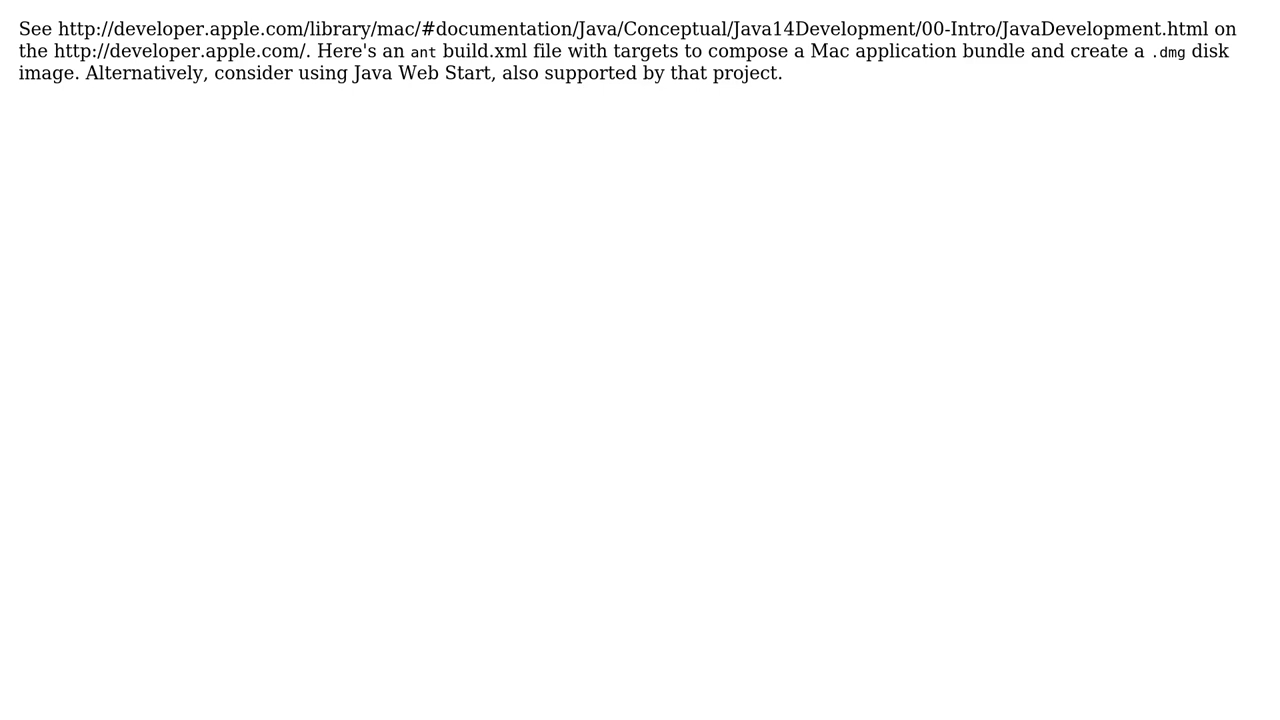 See http://developer.apple.com/library/mac/#documentation/Java/Conceptual/Java14Development/00-Intro/JavaDevelopment.html on
the http://developer.apple.com/. Here's an ant build.xml file with targets to compose a Mac application bundle and create a .dmg disk
image. Alternatively, consider using Java Web Start, also supported by that project.